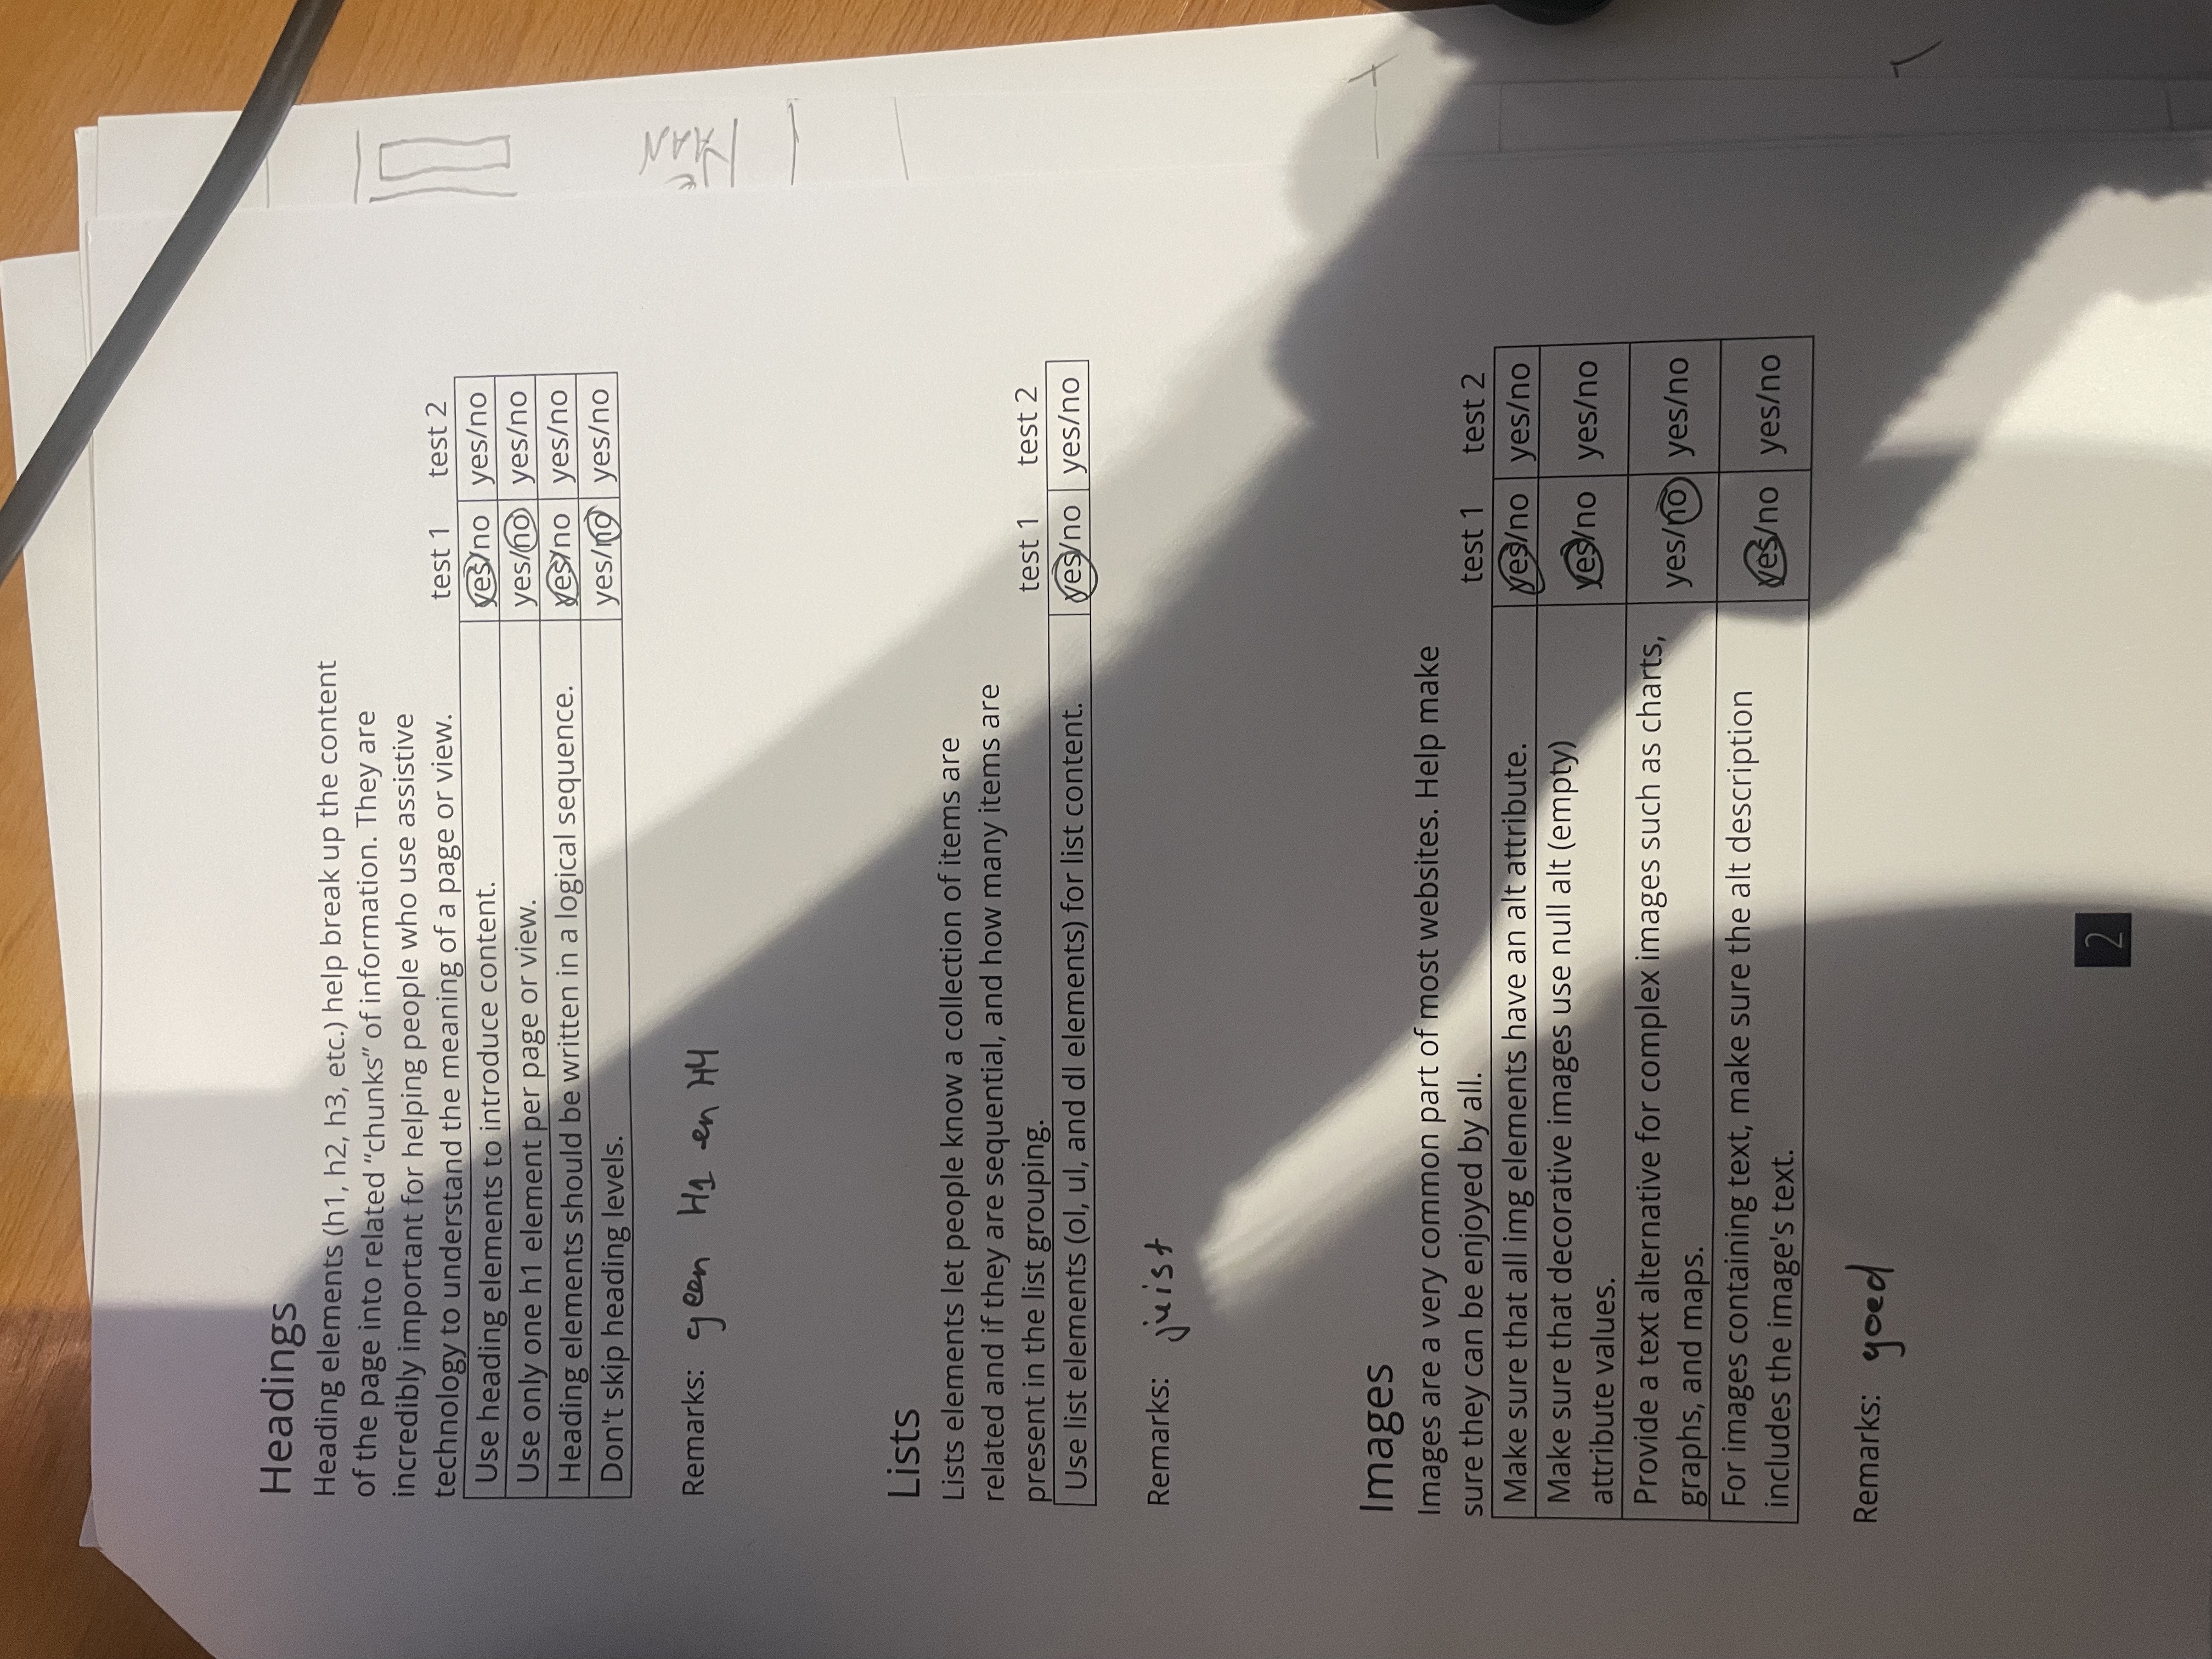 Headings
Heading elements (h1, h2, h3, etc.) help break up the content
of the page into related “chunks” of information. They are
incredibly important for helping people who use assistive
technology to understand the meaning of a page or view. test 1 test 2
Use heading elements to introduce content. yes/no yes/no
Use only one h1 element per page or view. yes/no yes/no
Heading elements should be written in a logical sequence. yes/no yes/no
Don't skip heading levels. yes/no yes/no
Remarks: geen H1 en H4
Lists
Lists elements let people know a collection of items are
related and if they are sequential, and how many items are
present in the list grouping. test 1 test 2
Use list elements (ol, ul, and dl elements) for list content. yes/no yes/no
Remarks: juist
Images
Images are a very common part of most websites. Help make
sure they can be enjoyed by all. test 1 test 2
Make sure that all img elements have an alt attribute. yes/no yes/no
Make sure that decorative images use null alt (empty)
attribute values. yes/no yes/no
Provide a text alternative for complex images such as charts,
graphs, and maps. yes/no yes/no
For images containing text, make sure the alt description
includes the image's text. yes/no yes/no
Remarks: goed
2